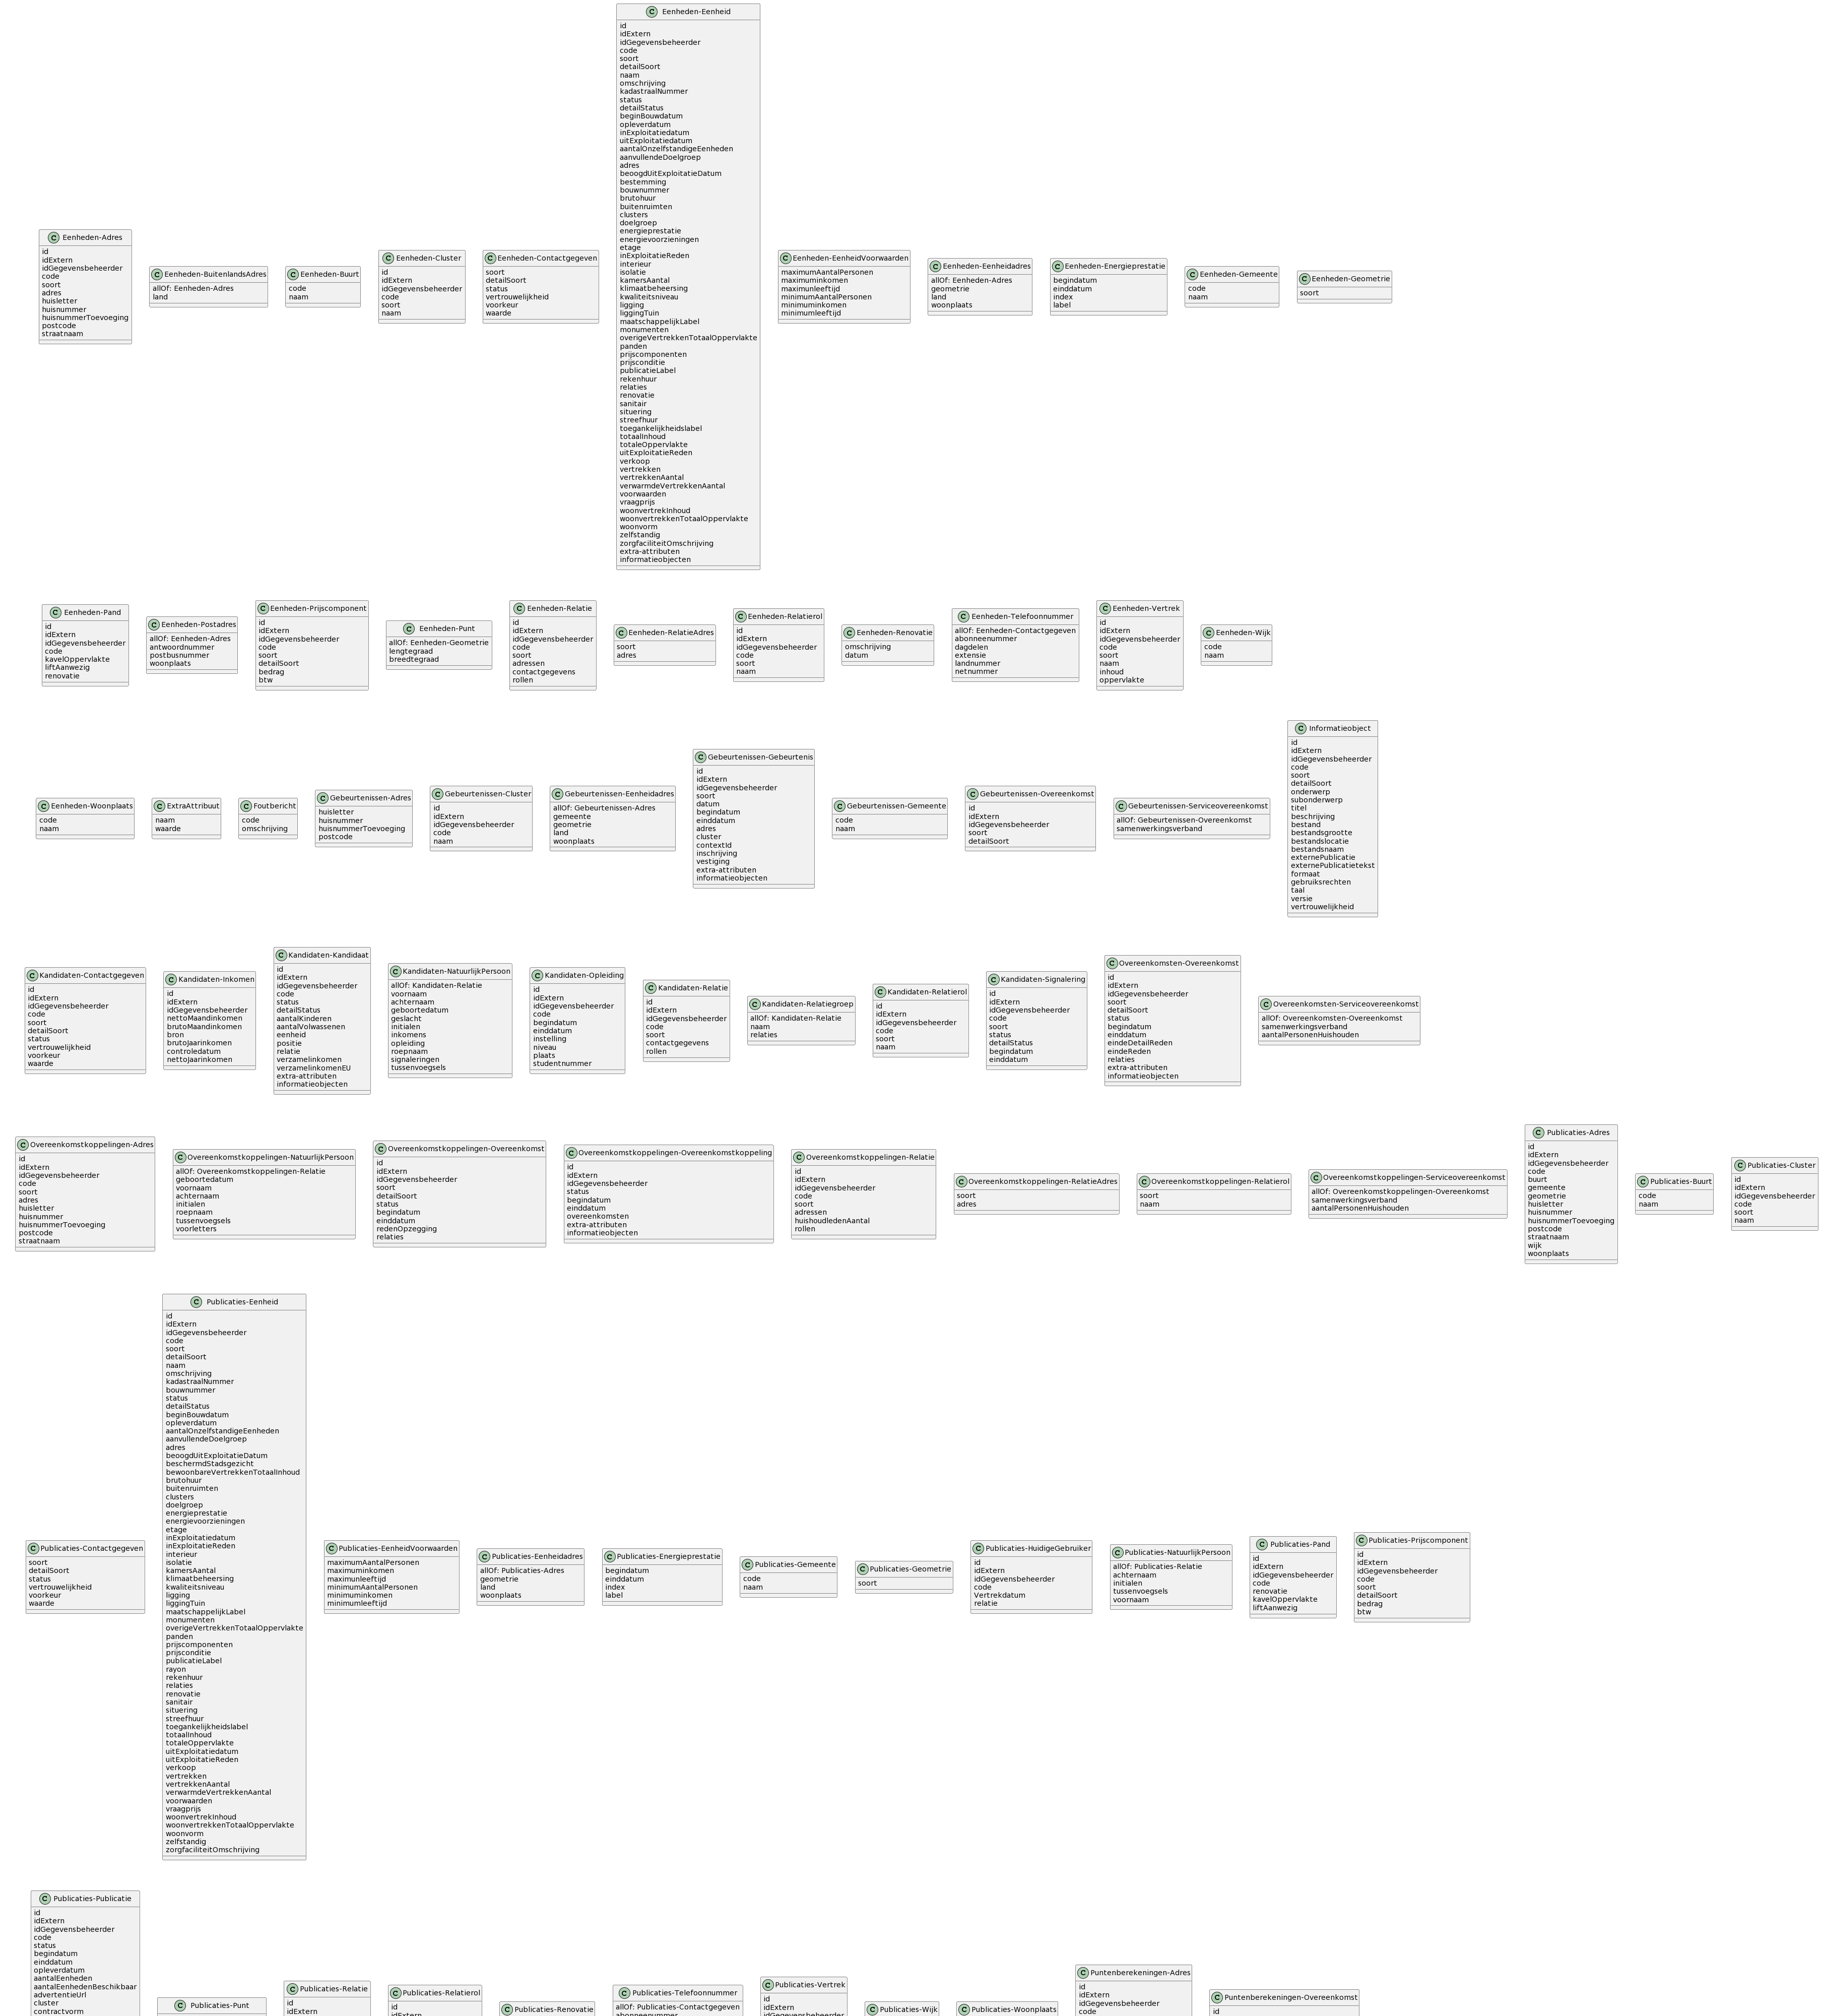 Eenheden-Adres
id
idExtern
idGegevensbeheerder
code
soort
adres
huisletter
huisnummer
huisnummerToevoeging
postcode
straatnaam
Eenheden-BuitenlandsAdres
allOf: Eenheden-Adres
land
Eenheden-Buurt
code
naam
Eenheden-Cluster
id
idExtern
idGegevensbeheerder
code
soort
naam
Eenheden-Contactgegeven
soort
detailSoort
status
vertrouwelijkheid
voorkeur
waarde
Eenheden-Eenheid
id
idExtern
idGegevensbeheerder
code
soort
detailSoort
naam
omschrijving
kadastraalNummer
status
detailStatus
beginBouwdatum
opleverdatum
inExploitatiedatum
uitExploitatiedatum
aantalOnzelfstandigeEenheden
aanvullendeDoelgroep
adres
beoogdUitExploitatieDatum
bestemming
bouwnummer
brutohuur
buitenruimten
clusters
doelgroep
energieprestatie
energievoorzieningen
etage
inExploitatieReden
interieur
isolatie
kamersAantal
klimaatbeheersing
kwaliteitsniveau
ligging
liggingTuin
maatschappelijkLabel
monumenten
overigeVertrekkenTotaalOppervlakte
panden
prijscomponenten
prijsconditie
publicatieLabel
rekenhuur
relaties
renovatie
sanitair
situering
streefhuur
toegankelijkheidslabel
totaalInhoud
totaleOppervlakte
uitExploitatieReden
verkoop
vertrekken
vertrekkenAantal
verwarmdeVertrekkenAantal
voorwaarden
vraagprijs
woonvertrekInhoud
woonvertrekkenTotaalOppervlakte
woonvorm
zelfstandig
zorgfaciliteitOmschrijving
extra-attributen
informatieobjecten
Eenheden-EenheidVoorwaarden
maximumAantalPersonen
maximuminkomen
maximunleeftijd
minimumAantalPersonen
minimuminkomen
minimumleeftijd
Eenheden-Eenheidadres
allOf: Eenheden-Adres
geometrie
land
woonplaats
Eenheden-Energieprestatie
begindatum
einddatum
index
label
Eenheden-Gemeente
code
naam
Eenheden-Geometrie
soort
Eenheden-Pand
id
idExtern
idGegevensbeheerder
code
kavelOppervlakte
liftAanwezig
renovatie
Eenheden-Postadres
allOf: Eenheden-Adres
antwoordnummer
postbusnummer
woonplaats
Eenheden-Prijscomponent
id
idExtern
idGegevensbeheerder
code
soort
detailSoort
bedrag
btw
Eenheden-Punt
allOf: Eenheden-Geometrie
lengtegraad
breedtegraad
Eenheden-Relatie
id
idExtern
idGegevensbeheerder
code
soort
adressen
contactgegevens
rollen
Eenheden-RelatieAdres
soort
adres
Eenheden-Relatierol
id
idExtern
idGegevensbeheerder
code
soort
naam
Eenheden-Renovatie
omschrijving
datum
Eenheden-Telefoonnummer
allOf: Eenheden-Contactgegeven
abonneenummer
dagdelen
extensie
landnummer
netnummer
Eenheden-Vertrek
id
idExtern
idGegevensbeheerder
code
soort
naam
inhoud
oppervlakte
Eenheden-Wijk
code
naam
Eenheden-Woonplaats
code
naam
ExtraAttribuut
naam
waarde
Foutbericht
code
omschrijving
Gebeurtenissen-Adres
huisletter
huisnummer
huisnummerToevoeging
postcode
Gebeurtenissen-Cluster
id
idExtern
idGegevensbeheerder
code
naam
Gebeurtenissen-Eenheidadres
allOf: Gebeurtenissen-Adres
gemeente
geometrie
land
woonplaats
Gebeurtenissen-Gebeurtenis
id
idExtern
idGegevensbeheerder
soort
datum
begindatum
einddatum
adres
cluster
contextId
inschrijving
vestiging
extra-attributen
informatieobjecten
Gebeurtenissen-Gemeente
code
naam
Gebeurtenissen-Overeenkomst
id
idExtern
idGegevensbeheerder
soort
detailSoort
Gebeurtenissen-Serviceovereenkomst
allOf: Gebeurtenissen-Overeenkomst
samenwerkingsverband
Informatieobject
id
idExtern
idGegevensbeheerder
code
soort
detailSoort
onderwerp
subonderwerp
titel
beschrijving
bestand
bestandsgrootte
bestandslocatie
bestandsnaam
externePublicatie
externePublicatietekst
formaat
gebruiksrechten
taal
versie
vertrouwelijkheid
Kandidaten-Contactgegeven
id
idExtern
idGegevensbeheerder
code
soort
detailSoort
status
vertrouwelijkheid
voorkeur
waarde
Kandidaten-Inkomen
id
idExtern
idGegevensbeheerder
nettoMaandinkomen
brutoMaandinkomen
bron
brutoJaarinkomen
controledatum
nettoJaarinkomen
Kandidaten-Kandidaat
id
idExtern
idGegevensbeheerder
code
status
detailStatus
aantalKinderen
aantalVolwassenen
eenheid
positie
relatie
verzamelinkomen
verzamelinkomenEU
extra-attributen
informatieobjecten
Kandidaten-NatuurlijkPersoon
allOf: Kandidaten-Relatie
voornaam
achternaam
geboortedatum
geslacht
initialen
inkomens
opleiding
roepnaam
signaleringen
tussenvoegsels
Kandidaten-Opleiding
id
idExtern
idGegevensbeheerder
code
begindatum
einddatum
instelling
niveau
plaats
studentnummer
Kandidaten-Relatie
id
idExtern
idGegevensbeheerder
code
soort
contactgegevens
rollen
Kandidaten-Relatiegroep
allOf: Kandidaten-Relatie
naam
relaties
Kandidaten-Relatierol
id
idExtern
idGegevensbeheerder
code
soort
naam
Kandidaten-Signalering
id
idExtern
idGegevensbeheerder
code
soort
status
detailStatus
begindatum
einddatum
Overeenkomsten-Overeenkomst
id
idExtern
idGegevensbeheerder
soort
detailSoort
status
begindatum
einddatum
eindeDetailReden
eindeReden
relaties
extra-attributen
informatieobjecten
Overeenkomsten-Serviceovereenkomst
allOf: Overeenkomsten-Overeenkomst
samenwerkingsverband
aantalPersonenHuishouden
Overeenkomstkoppelingen-Adres
id
idExtern
idGegevensbeheerder
code
soort
adres
huisletter
huisnummer
huisnummerToevoeging
postcode
straatnaam
Overeenkomstkoppelingen-NatuurlijkPersoon
allOf: Overeenkomstkoppelingen-Relatie
geboortedatum
voornaam
achternaam
initialen
roepnaam
tussenvoegsels
voorletters
Overeenkomstkoppelingen-Overeenkomst
id
idExtern
idGegevensbeheerder
soort
detailSoort
status
begindatum
einddatum
redenOpzegging
relaties
Overeenkomstkoppelingen-Overeenkomstkoppeling
id
idExtern
idGegevensbeheerder
status
begindatum
einddatum
overeenkomsten
extra-attributen
informatieobjecten
Overeenkomstkoppelingen-Relatie
id
idExtern
idGegevensbeheerder
code
soort
adressen
huishoudledenAantal
rollen
Overeenkomstkoppelingen-RelatieAdres
soort
adres
Overeenkomstkoppelingen-Relatierol
soort
naam
Overeenkomstkoppelingen-Serviceovereenkomst
allOf: Overeenkomstkoppelingen-Overeenkomst
samenwerkingsverband
aantalPersonenHuishouden
Publicaties-Adres
id
idExtern
idGegevensbeheerder
code
buurt
gemeente
geometrie
huisletter
huisnummer
huisnummerToevoeging
postcode
straatnaam
wijk
woonplaats
Publicaties-Buurt
code
naam
Publicaties-Cluster
id
idExtern
idGegevensbeheerder
code
soort
naam
Publicaties-Contactgegeven
soort
detailSoort
status
vertrouwelijkheid
voorkeur
waarde
Publicaties-Eenheid
id
idExtern
idGegevensbeheerder
code
soort
detailSoort
naam
omschrijving
kadastraalNummer
bouwnummer
status
detailStatus
beginBouwdatum
opleverdatum
aantalOnzelfstandigeEenheden
aanvullendeDoelgroep
adres
beoogdUitExploitatieDatum
beschermdStadsgezicht
bewoonbareVertrekkenTotaalInhoud
brutohuur
buitenruimten
clusters
doelgroep
energieprestatie
energievoorzieningen
etage
inExploitatiedatum
inExploitatieReden
interieur
isolatie
kamersAantal
klimaatbeheersing
kwaliteitsniveau
ligging
liggingTuin
maatschappelijkLabel
monumenten
overigeVertrekkenTotaalOppervlakte
panden
prijscomponenten
prijsconditie
publicatieLabel
rayon
rekenhuur
relaties
renovatie
sanitair
situering
streefhuur
toegankelijkheidslabel
totaalInhoud
totaleOppervlakte
uitExploitatiedatum
uitExploitatieReden
verkoop
vertrekken
vertrekkenAantal
verwarmdeVertrekkenAantal
voorwaarden
vraagprijs
woonvertrekInhoud
woonvertrekkenTotaalOppervlakte
woonvorm
zelfstandig
zorgfaciliteitOmschrijving
Publicaties-EenheidVoorwaarden
maximumAantalPersonen
maximuminkomen
maximunleeftijd
minimumAantalPersonen
minimuminkomen
minimumleeftijd
Publicaties-Eenheidadres
allOf: Publicaties-Adres
geometrie
land
woonplaats
Publicaties-Energieprestatie
begindatum
einddatum
index
label
Publicaties-Gemeente
code
naam
Publicaties-Geometrie
soort
Publicaties-HuidigeGebruiker
id
idExtern
idGegevensbeheerder
code
Vertrekdatum
relatie
Publicaties-NatuurlijkPersoon
allOf: Publicaties-Relatie
achternaam
initialen
tussenvoegsels
voornaam
Publicaties-Pand
id
idExtern
idGegevensbeheerder
code
renovatie
kavelOppervlakte
liftAanwezig
Publicaties-Prijscomponent
id
idExtern
idGegevensbeheerder
code
soort
detailSoort
bedrag
btw
Publicaties-Publicatie
id
idExtern
idGegevensbeheerder
code
status
begindatum
einddatum
opleverdatum
aantalEenheden
aantalEenhedenBeschikbaar
advertentieUrl
cluster
contractvorm
Publicaties-Punt
Publicaties-Relatie
id
idExtern
Publicaties-Relatierol
id
Publicaties-Renovatie
Publicaties-Telefoonnummer
allOf: Publicaties-Contactgegeven
Publicaties-Vertrek
id
idExtern
Publicaties-Wijk
Publicaties-Woonplaats
Puntenberekeningen-Adres
id
idExtern
idGegevensbeheerder
code
Puntenberekeningen-Overeenkomst
id